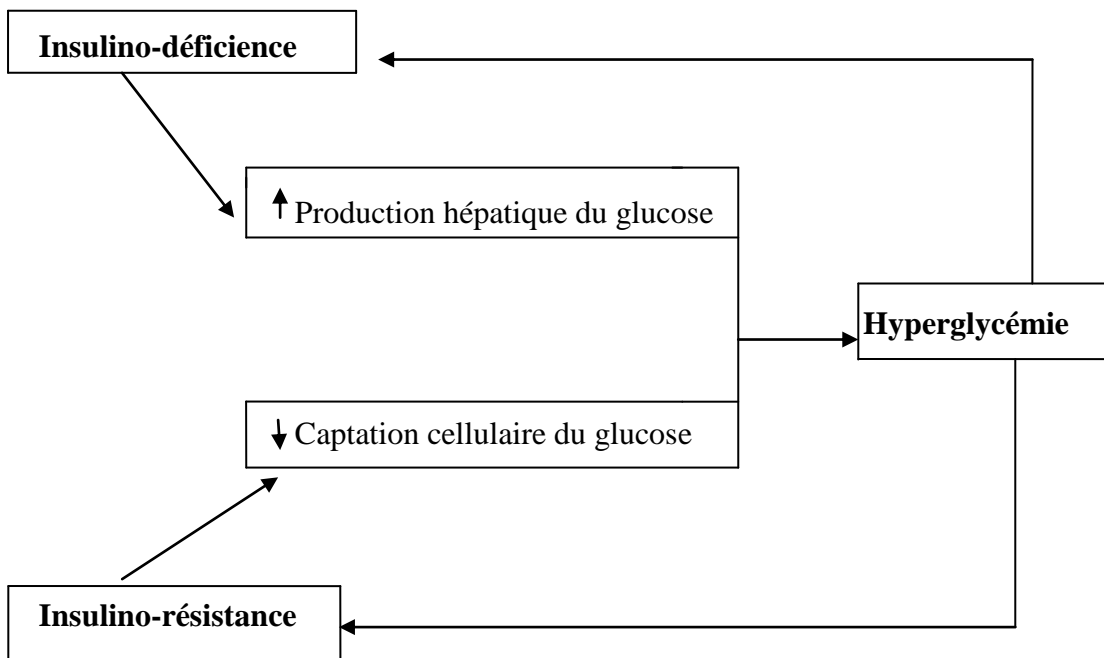 Insulino-déficience
Production hépatique du glucose
Hyperglycémie
Captation cellulaire du glucose
Insulino-résistance